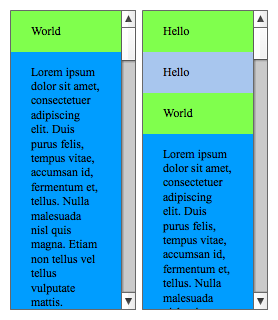 World
Lorem ipsum
dolor sit amet,
consectetuer
adipiscing
elit. Duis
purus felis,
tempus vitae,
accumsan id,
fermentum et,
tellus. Nulla
malesuada
nisl quis
magna. Etiam
non tellus vel
tellus
vulputate
mattis.
Hello
Hello
World
Lorem ipsum
dolor sit amet,
consectetuer
adipiscing
elit. Duis
purus felis,
tempus vitae,
accumsan id,
fermentum et,
tellus. Nulla
malesuada